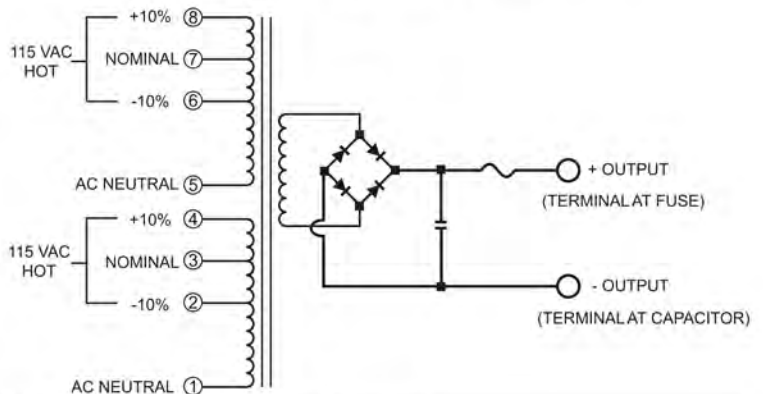 +10% ⑧
115 VAC
HOT
NOMINAL ⑦
-10% ⑥
AC NEUTRAL ⑤
+10% ④
115 VAC
HOT
NOMINAL ③
-10% ②
AC NEUTRAL ①
+ OUTPUT
(TERMINAL AT FUSE)
- OUTPUT
(TERMINAL AT CAPACITOR)